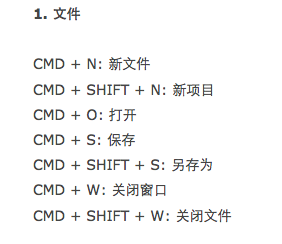 1. 文件
CMD + N: 新文件
CMD + SHIFT + N: 新项目
CMD + O: 打开
CMD + S: 保存
CMD + SHIFT + S: 另存为
CMD + W: 关闭窗口
CMD + SHIFT + W: 关闭文件